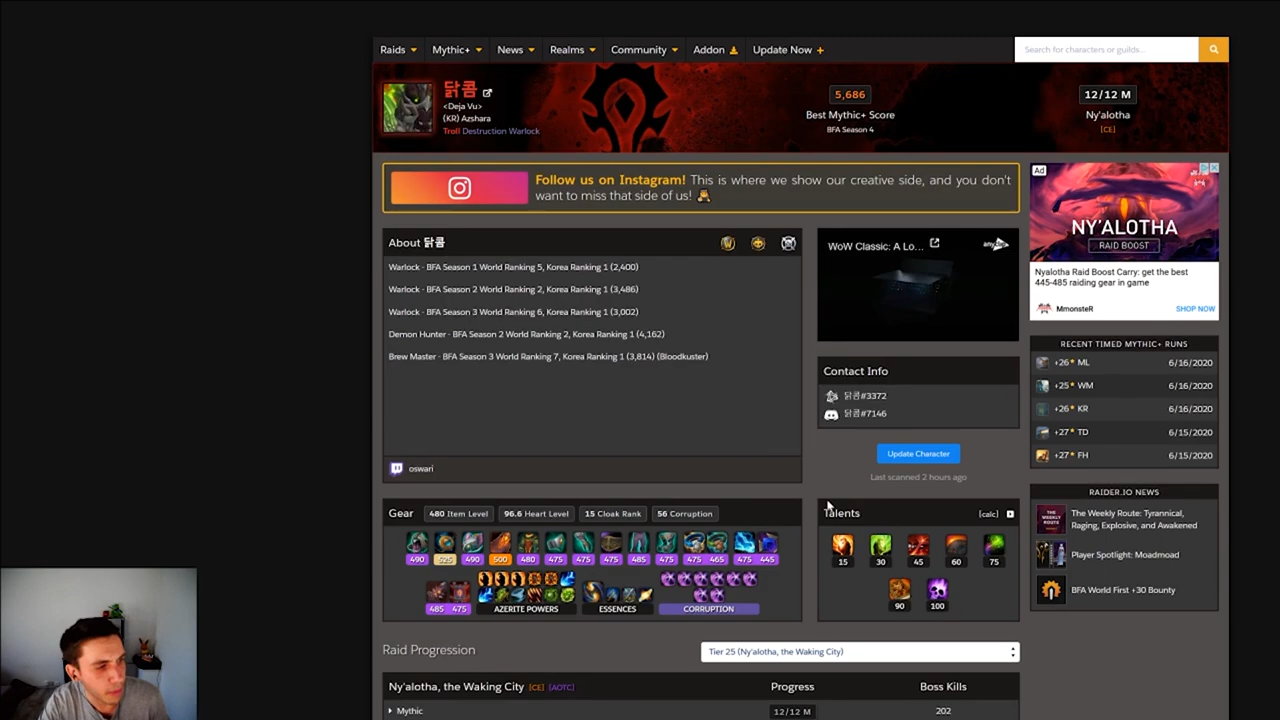 Raids
Mythic+
News
Realms
Community
Addon
Update Now +
Search for characters or guilds...
닭콤
<Deja Vu>
(KR) Azshara
Troll Destruction Warlock
5,686
Best Mythic+ Score
BFA Season 4
12/12 M
Ny'alotha
[CE]
Follow us on Instagram! This is where we show our creative side, and you don't
want to miss that side of us!
Ad
NY'ALOTHA
RAID BOOST
Nyalotha Raid Boost Carry: get the best
445-485 raiding gear in game
MmonsteR
SHOP NOW
About 닭콤
Warlock - BFA Season 1 World Ranking 5, Korea Ranking 1 (2,400)
Warlock - BFA Season 2 World Ranking 2, Korea Ranking 1 (3,486)
Warlock - BFA Season 3 World Ranking 6, Korea Ranking 1 (3,002)
Demon Hunter - BFA Season 2 World Ranking 2, Korea Ranking 1 (4,162)
Brew Master - BFA Season 3 World Ranking 7, Korea Ranking 1 (3,814) (Bloodkuster)
oswari
WoW Classic: A Lo...
Contact Info
닭콤#3372
닭콤#7146
Update Character
Last scanned 2 hours ago
RECENT TIMED MYTHIC+ RUNS
+26* ML 6/16/2020
+25* WM 6/16/2020
+26* KR 6/16/2020
+27* TD 6/15/2020
+27* FH 6/15/2020
RAIDER.IO NEWS
The Weekly Route: Tyrannical,
Raging, Explosive, and Awakened
Player Spotlight: Moadmoad
BFA World First +30 Bounty
Gear
480 Item Level
96.6 Heart Level
15 Cloak Rank
56 Corruption
490
490 500 480 475 475 475 485 475 475 465 475 445
485 475
AZERITE POWERS
ESSENCES
CORRUPTION
Talents
[calc]
15 30 45 60 75
90 100
Raid Progression
Tier 25 (Ny'alotha, the Waking City)
Ny'alotha, the Waking City [CE] [AOTC]
Progress
Boss Kills
Mythic
12/12 M
202